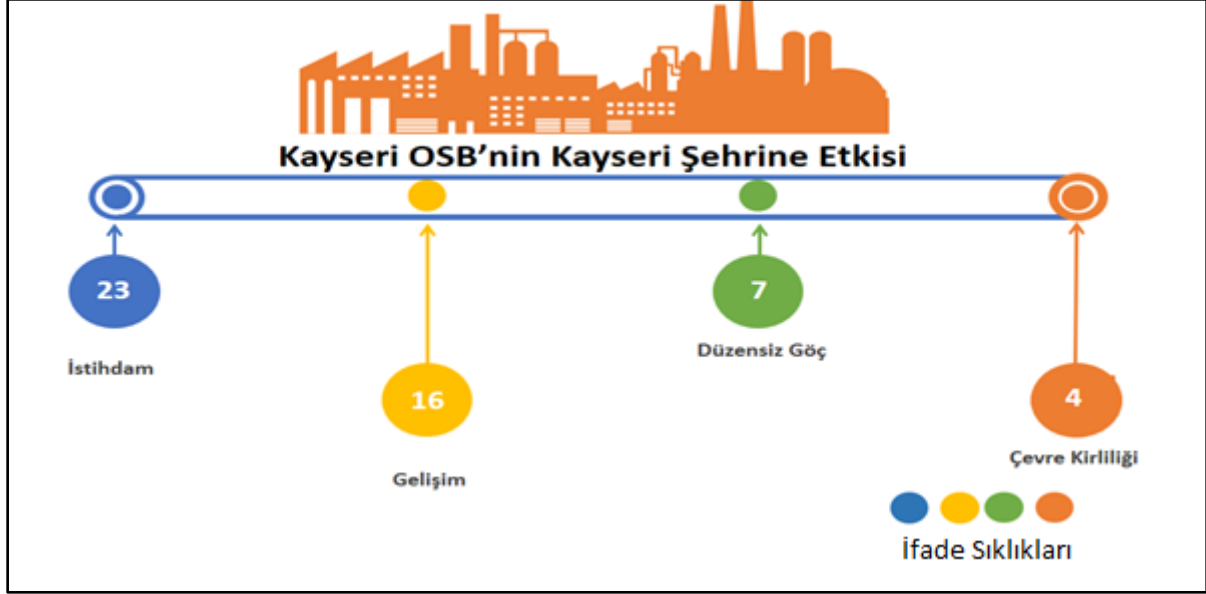 Kayseri OSB'nin Kayseri Şehrine Etkisi
23
İstihdam
16
Gelişim
7
Düzensiz Göç
4
Çevre Kirliliği
İfade Sıklıkları